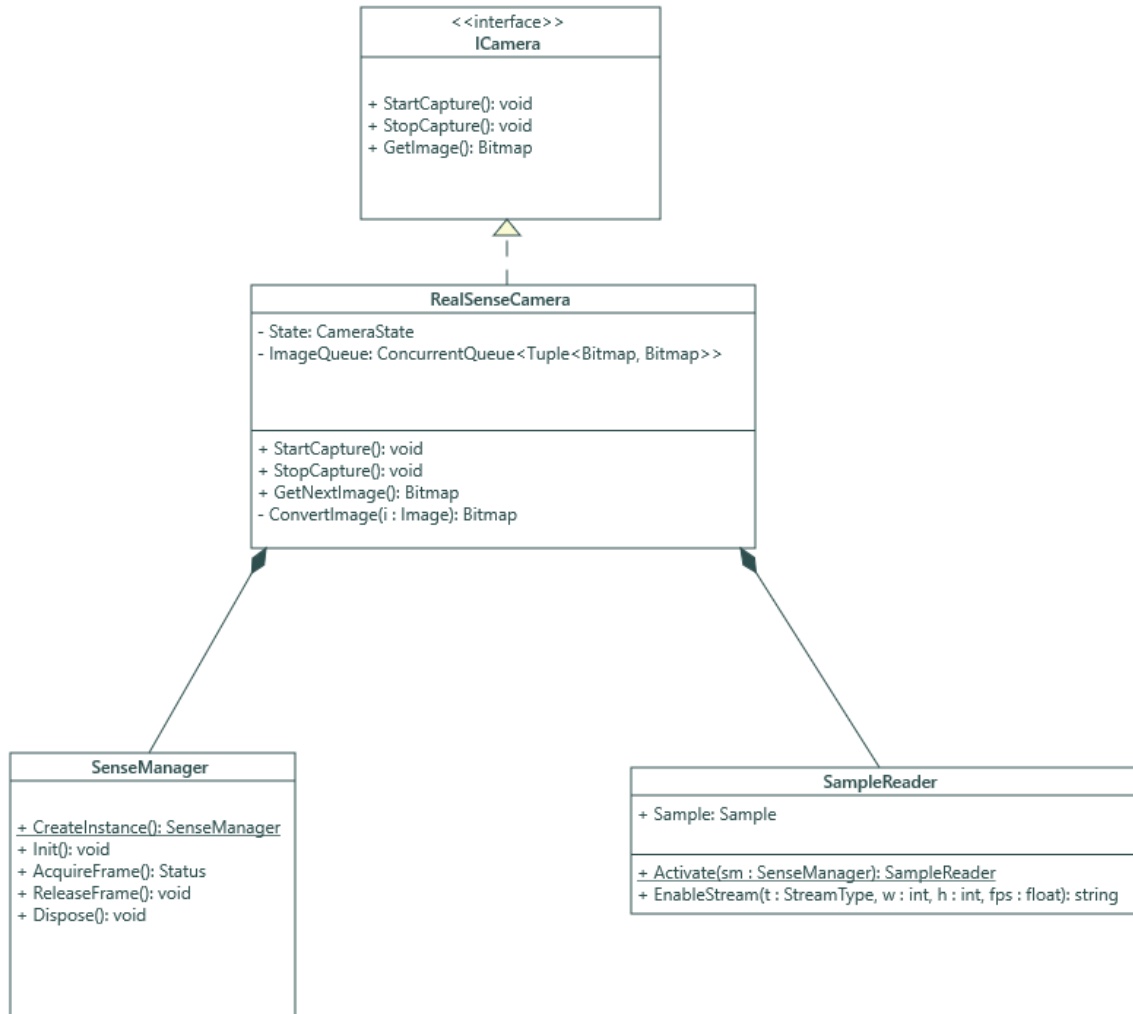 <<interface>>
ICamera
+ StartCapture(): void
+ StopCapture(): void
+ GetImage(): Bitmap
RealSenseCamera
- State: CameraState
- ImageQueue: ConcurrentQueue<Tuple<Bitmap, Bitmap>>
+ StartCapture(): void
+ StopCapture(): void
+ GetNextImage(): Bitmap
- ConvertImage(i : Image): Bitmap
SenseManager
+ CreateInstance(): SenseManager
+ Init(): void
+ AcquireFrame(): Status
+ ReleaseFrame(): void
+ Dispose(): void
SampleReader
+ Sample: Sample
+ Activate(sm : SenseManager): SampleReader
+ EnableStream(t : StreamType, w : int, h : int, fps : float): string